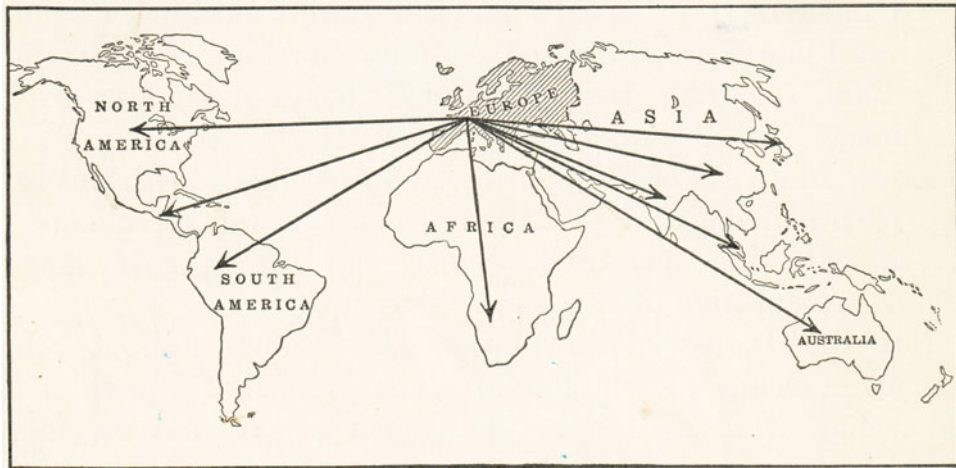 NORTH
AMERICA
EUROPE
ASIA
AFRICA
SOUTH
AMERICA
AUSTRALIA